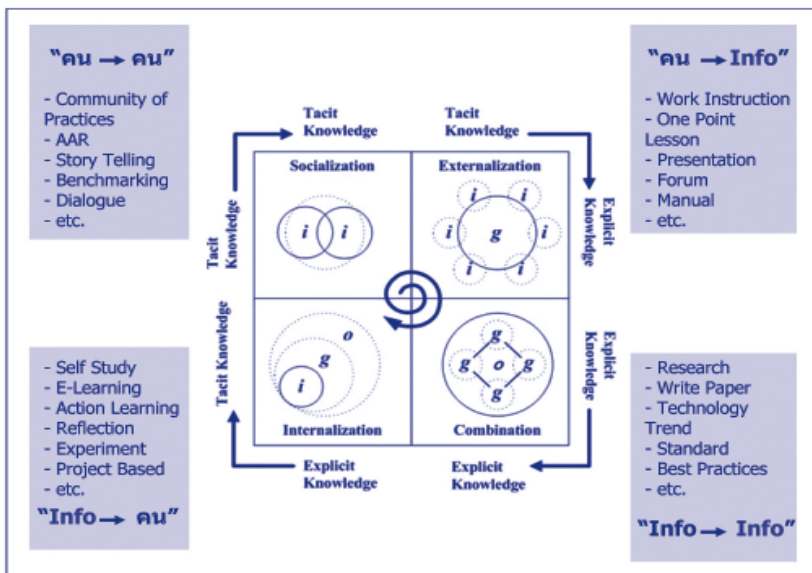 “คน → คน”
- Community of
Practices
- AAR
- Story Telling
- Benchmarking
- Dialogue
- etc.
“คน → Info”
- Work Instruction
- One Point
Lesson
- Presentation
- Forum
- Manual
- etc.
Tacit
Knowledge
Tacit
Knowledge
Tacit
Knowledge
Explicit
Knowledge
Socialization
i i
Externalization
i i
i g i
i i
o
g
i
Internalization
g
g o g
g
Combination
Tacit Knowledge
Explicit
Knowledge
Explicit
Knowledge
Explicit
Knowledge
- Self Study
- E-Learning
- Action Learning
- Reflection
- Experiment
- Project Based
- etc.
“Info → คน”
- Research
- Write Paper
- Technology
Trend
- Standard
- Best Practices
- etc.
“Info → Info”